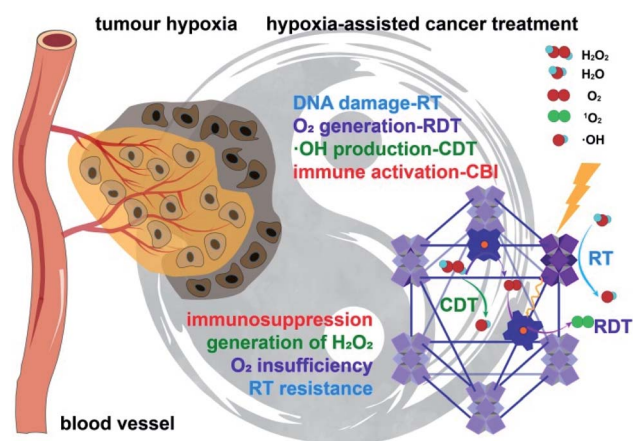 tumour hypoxia
hypoxia-assisted cancer treatment
H₂O₂
H₂O
O₂
¹O₂
·OH
DNA damage-RT
O₂ generation-RDT
·OH production-CDT
immune activation-CBI
RT
CDT
RDT
immunosuppression
generation of H₂O₂
O₂ insufficiency
RT resistance
blood vessel